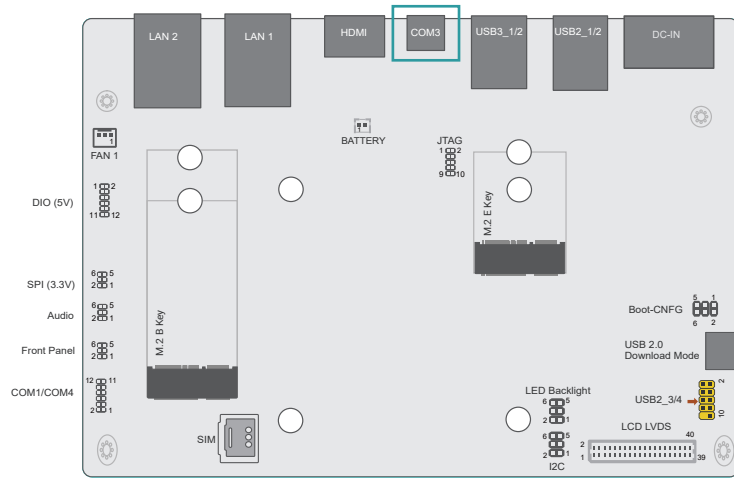 LAN 2
LAN 1
HDMI
COM3
USB3_1/2
USB2_1/2
DC-IN
1
FAN 1
1
BATTERY
JTAG
1 2
9 10
DIO (5V)
1 2
11 12
M.2 E Key
SPI (3.3V)
6 5
2 1
Audio
6 5
2 1
Front Panel
6 5
2 1
COM1/COM4
12 11
2 1
M.2 B Key
SIM
Boot-CNFG
5 1
6 2
USB 2.0
Download Mode
USB2_3/4
2
10
LED Backlight
6 5
2 1
6 5
2 1
I2C
LCD LVDS
40
2
1
39